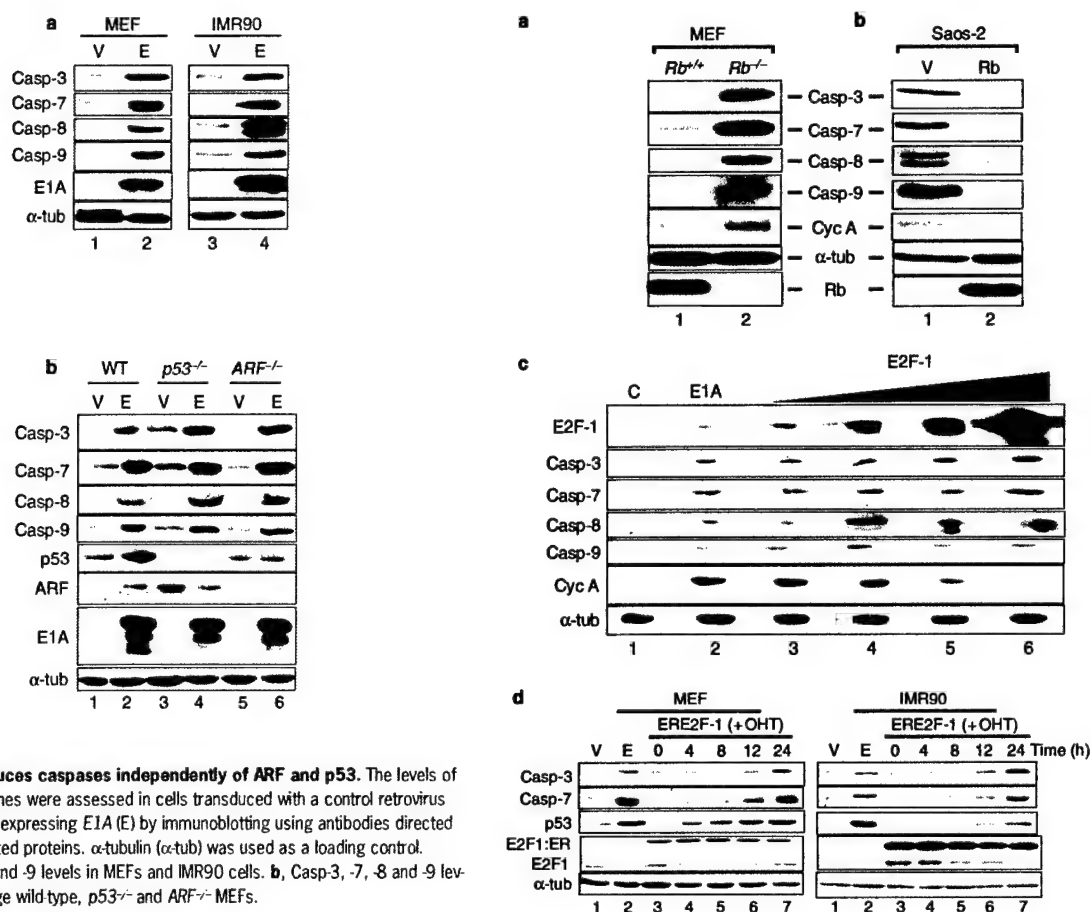 a
MEF IMR90
V E V E
Casp-3
Casp-7
Casp-8
Casp-9
E1A
α-tub
1 2 3 4
b
WT p53-/- ARF-/-
V E V E V E
Casp-3
Casp-7
Casp-8
Casp-9
p53
ARF
E1A
α-tub
1 2 3 4 5 6
uces caspases independently of ARF and p53. The levels of
nes were assessed in cells transduced with a control retrovirus
expressing E1A (E) by immunoblotting using antibodies directed
ted proteins. α-tubulin (α-tub) was used as a loading control.
and -9 levels in MEFs and IMR90 cells. b, Casp-3, -7, -8 and -9 lev-
ge wild-type, p53-/- and ARF-/- MEFs.
a
MEF
Rb+/+ Rb-/-
b
Saos-2
V Rb
Casp-3
Casp-7
Casp-8
Casp-9
Cyc A
α-tub
Rb
1 2 1 2
c
E2F-1
C E1A
E2F-1
Casp-3
Casp-7
Casp-8
Casp-9
Cyc A
α-tub
1 2 3 4 5 6
d
MEF IMR90
ERE2F-1 (+OHT) ERE2F-1 (+OHT)
V E 0 4 8 12 24 V E 0 4 8 12 24 Time (h)
Casp-3
Casp-7
p53
E2F1:ER
E2F1
α-tub
1 2 3 4 5 6 7 1 2 3 4 5 6 7